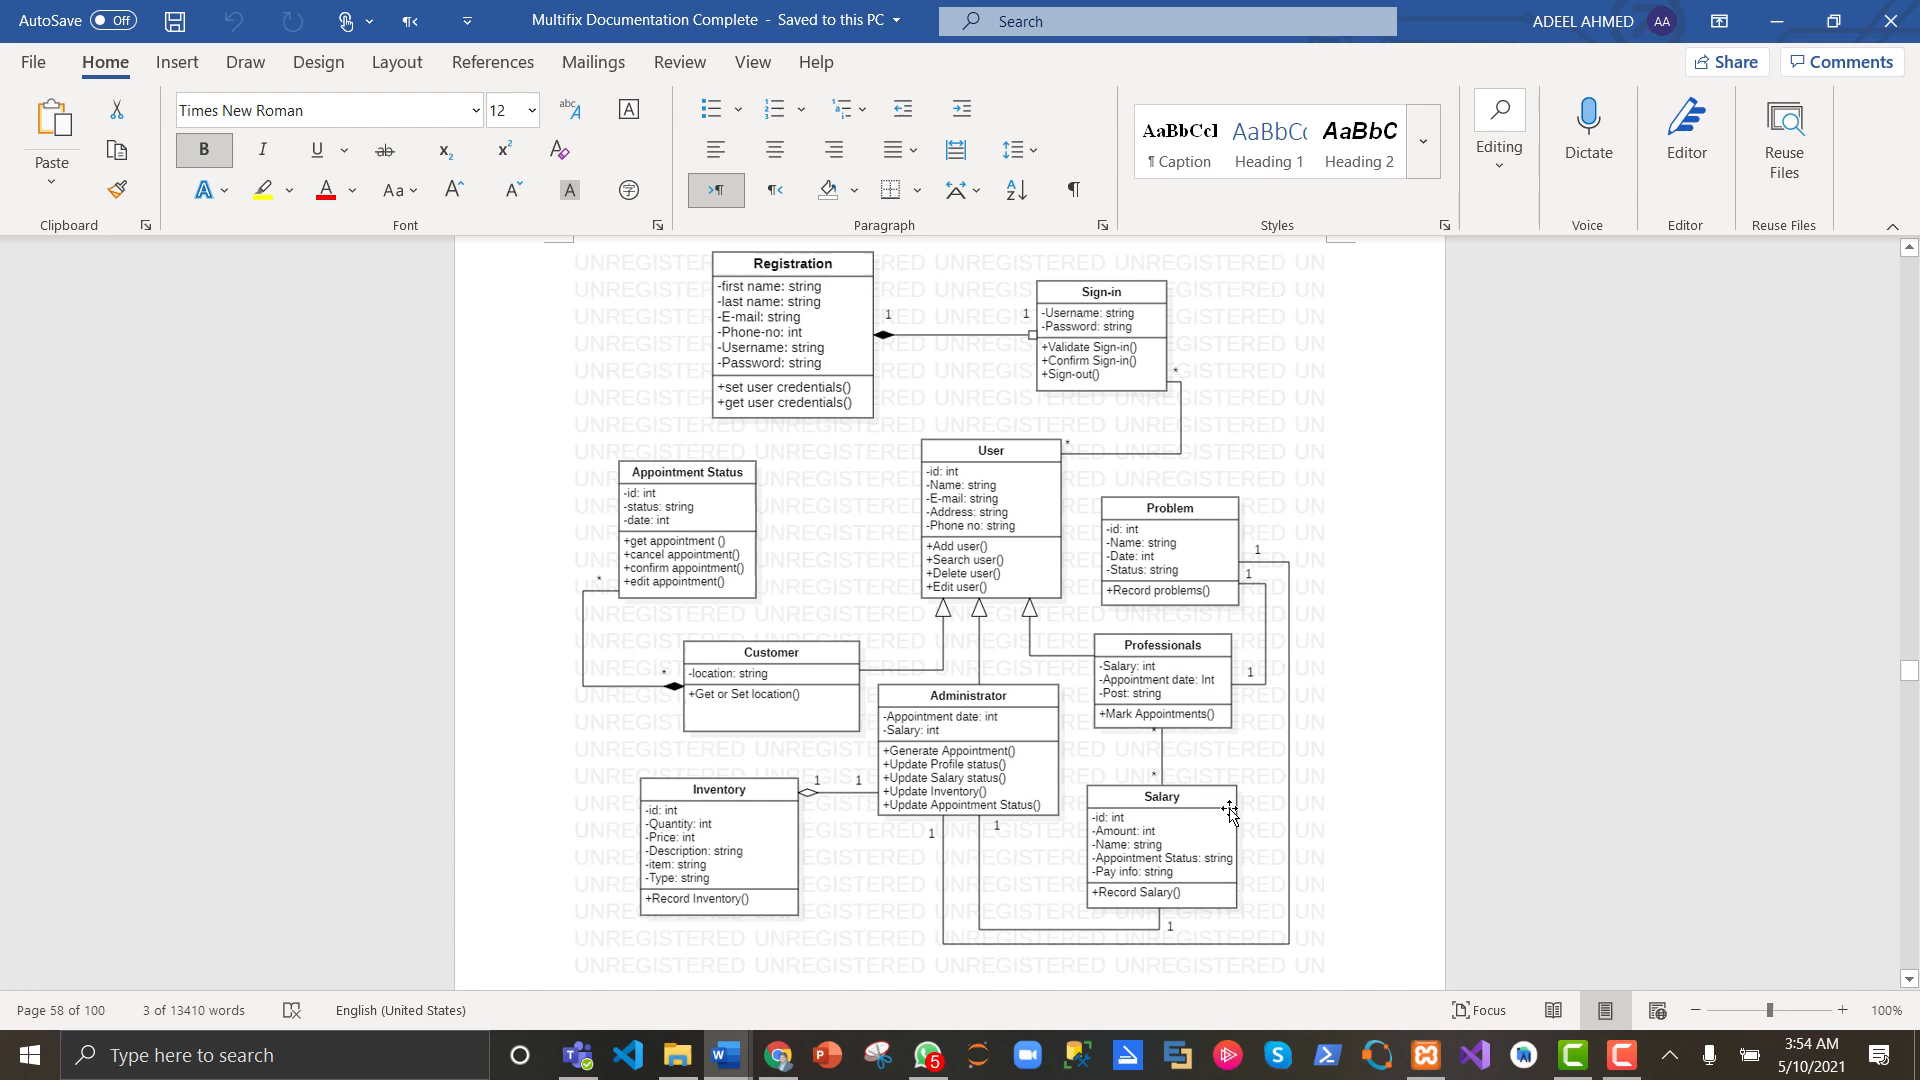 AutoSave Off
Multifix Documentation Complete - Saved to this PC
Search
ADEEL AHMED AA
File Home Insert Draw Design Layout References Mailings Review View Help
Share Comments
Paste
Clipboard
Times New Roman 12
Font
Paragraph
AaBbCcI AaBbCc AaBbC
¶ Caption Heading 1 Heading 2
Styles
Editing
Dictate
Voice
Editor
Editor
Reuse Files
Reuse Files
Registration
-first name: string
-last name: string
-E-mail: string
-Phone-no: int
-Username: string
-Password: string
+set user credentials()
+get user credentials()
1 1
Sign-in
-Username: string
-Password: string
+Validate Sign-in()
+Confirm Sign-in()
+Sign-out()
*
*
User
-id: int
-Name: string
-E-mail: string
-Address: string
-Phone no: string
+Add user()
+Search user()
+Delete user()
+Edit user()
Appointment Status
-id: int
-status: string
-date: int
+get appointment ()
+cancel appointment()
+confirm appointment()
+edit appointment()
*
*
Problem
-id: int
-Name: string
-Date: int
-Status: string
+Record problems()
1
1
Customer
-location: string
+Get or Set location()
Administrator
-Appointment date: int
-Salary: int
+Generate Appointment()
+Update Profile status()
+Update Salary status()
+Update Inventory()
+Update Appointment Status()
Professionals
-Salary: int
-Appointment date: Int
-Post: string
+Mark Appointments()
1
*
*
Inventory
-id: int
-Quantity: int
-Price: int
-Description: string
-item: string
-Type: string
+Record Inventory()
1 1
1 1
Salary
-id: int
-Amount: int
-Name: string
-Appointment Status: string
-Pay info: string
+Record Salary()
1
UNREGISTERED UNREGISTERED UNREGISTERED UNREGISTERED UN
Page 58 of 100 3 of 13410 words English (United States)
Focus 100%
Type here to search
5
3:54 AM
5/10/2021